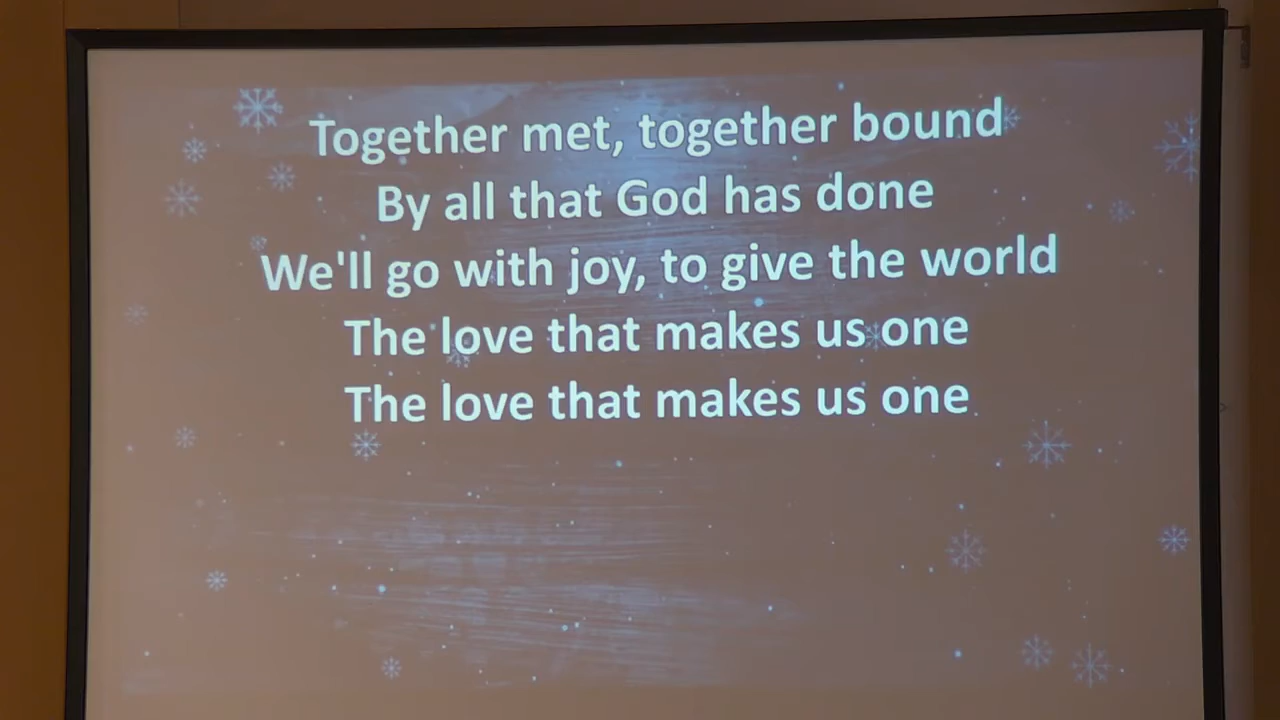 Together met, together bound
By all that God has done
We'll go with joy, to give the world
The love that makes us one
The love that makes us one